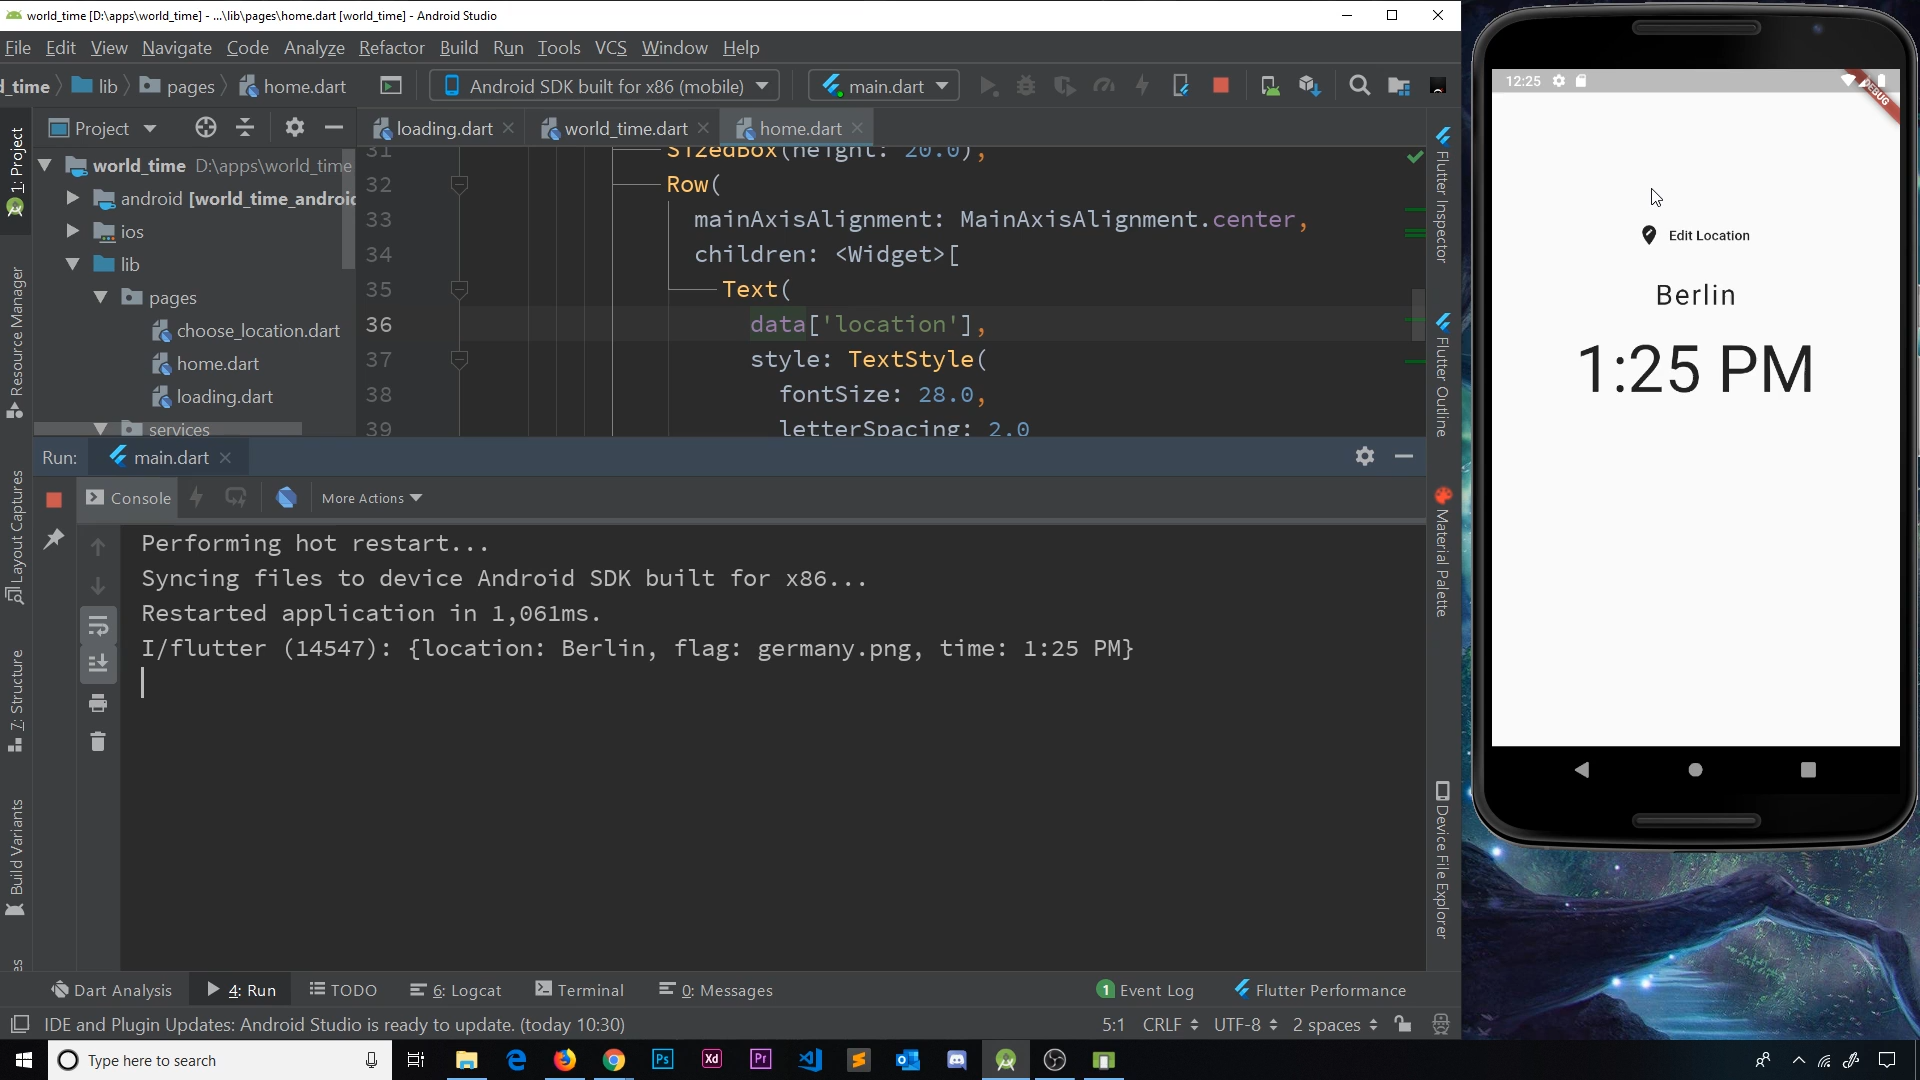 world_time [D:\apps\world_time] - ...\lib\pages\home.dart [world_time] - Android Studio
File Edit View Navigate Code Analyze Refactor Build Run Tools VCS Window Help
d_time lib pages home.dart Android SDK built for x86 (mobile) main.dart
Project loading.dart world_time.dart home.dart
1: Project
Resource Manager
Layout Captures
7: Structure
Build Variants
es
world_time D:\apps\world_time
android [world_time_android
ios
lib
pages
choose_location.dart
home.dart
loading.dart
services
31 SizedBox(height: 20.0),
32 Row(
33 mainAxisAlignment: MainAxisAlignment.center,
34 children: <Widget>[
35 Text(
36 data['location'],
37 style: TextStyle(
38 fontSize: 28.0,
39 letterSpacing: 2.0
Flutter Inspector
Flutter Outline
Material Palette
Device File Explorer
Run: main.dart
Console More Actions
Performing hot restart...
Syncing files to device Android SDK built for x86...
Restarted application in 1,061ms.
I/flutter (14547): {location: Berlin, flag: germany.png, time: 1:25 PM}
Dart Analysis 4: Run TODO 6: Logcat Terminal 0: Messages 1 Event Log Flutter Performance
IDE and Plugin Updates: Android Studio is ready to update. (today 10:30) 5:1 CRLF UTF-8 2 spaces
Type here to search Ps Xd Pr
12:25
DEBUG
Edit Location
Berlin
1:25 PM